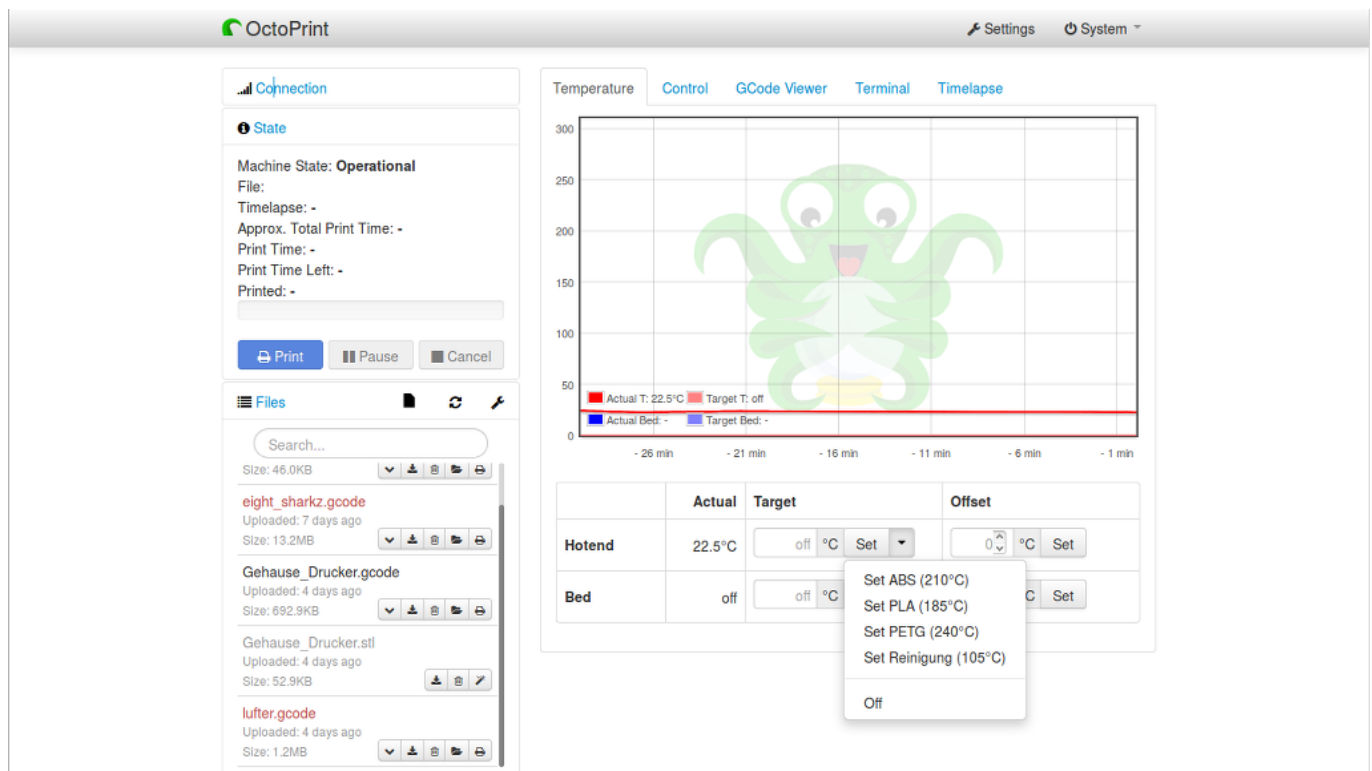 OctoPrint
Settings
System
Connection
State
Machine State: Operational
File:
Timelapse: -
Approx. Total Print Time: -
Print Time: -
Print Time Left: -
Printed: -
Print
Pause
Cancel
Files
Search...
Size: 46.0KB
eight_sharkz.gcode
Uploaded: 7 days ago
Size: 13.2MB
Gehause_Drucker.gcode
Uploaded: 4 days ago
Size: 692.9KB
Gehause_Drucker.stl
Uploaded: 4 days ago
Size: 52.9KB
lufter.gcode
Uploaded: 4 days ago
Size: 1.2MB
Temperature Control GCode Viewer Terminal Timelapse
300
250
200
150
100
50
0
Actual T: 22.5°C Target T: off
Actual Bed: - Target Bed: -
- 26 min - 21 min - 16 min - 11 min - 6 min - 1 min
Actual Target Offset
Hotend 22.5°C off °C Set 0 °C Set
Bed off off °C C Set
Set ABS (210°C)
Set PLA (185°C)
Set PETG (240°C)
Set Reinigung (105°C)
Off